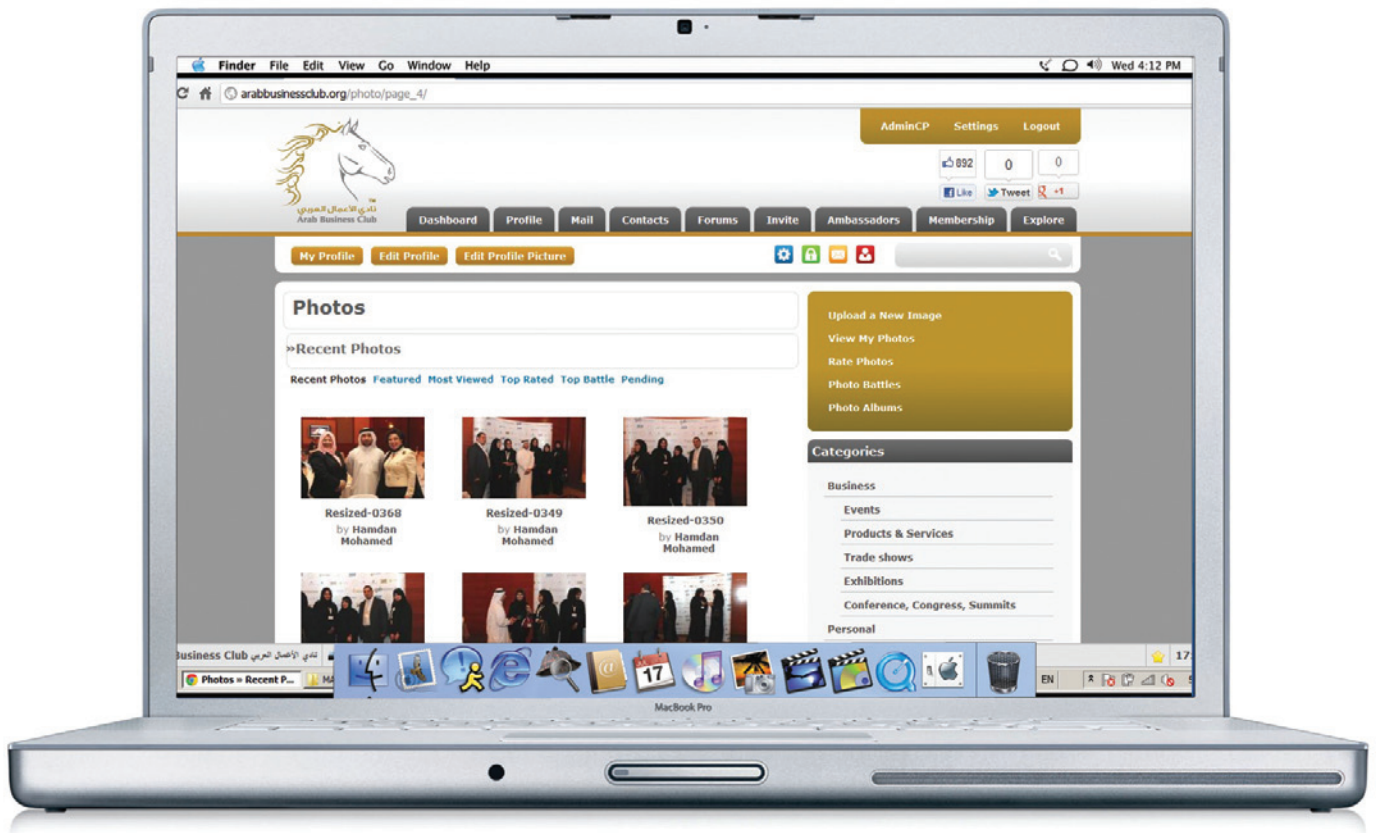 Finder File Edit View Go Window Help Wed 4:12 PM
arabbusinessclub.org/photo/page_4/
AdminCP Settings Logout
892 0 0
Like Tweet +1
نادي الأعمال العربي
Arab Business Club
TM
Dashboard Profile Mail Contacts Forums Invite Ambassadors Membership Explore
My Profile Edit Profile Edit Profile Picture
Photos
»Recent Photos
Recent Photos Featured Most Viewed Top Rated Top Battle Pending
Resized-0368
by Hamdan
Mohamed
Resized-0349
by Hamdan
Mohamed
Resized-0350
by Hamdan
Mohamed
Upload a New Image
View My Photos
Rate Photos
Photo Battles
Photo Albums
Categories
Business
Events
Products & Services
Trade shows
Exhibitions
Conference, Congress, Summits
Personal
Business Club نادي الأعمال العربي
17
Photos » Recent P...
EN
MacBook Pro